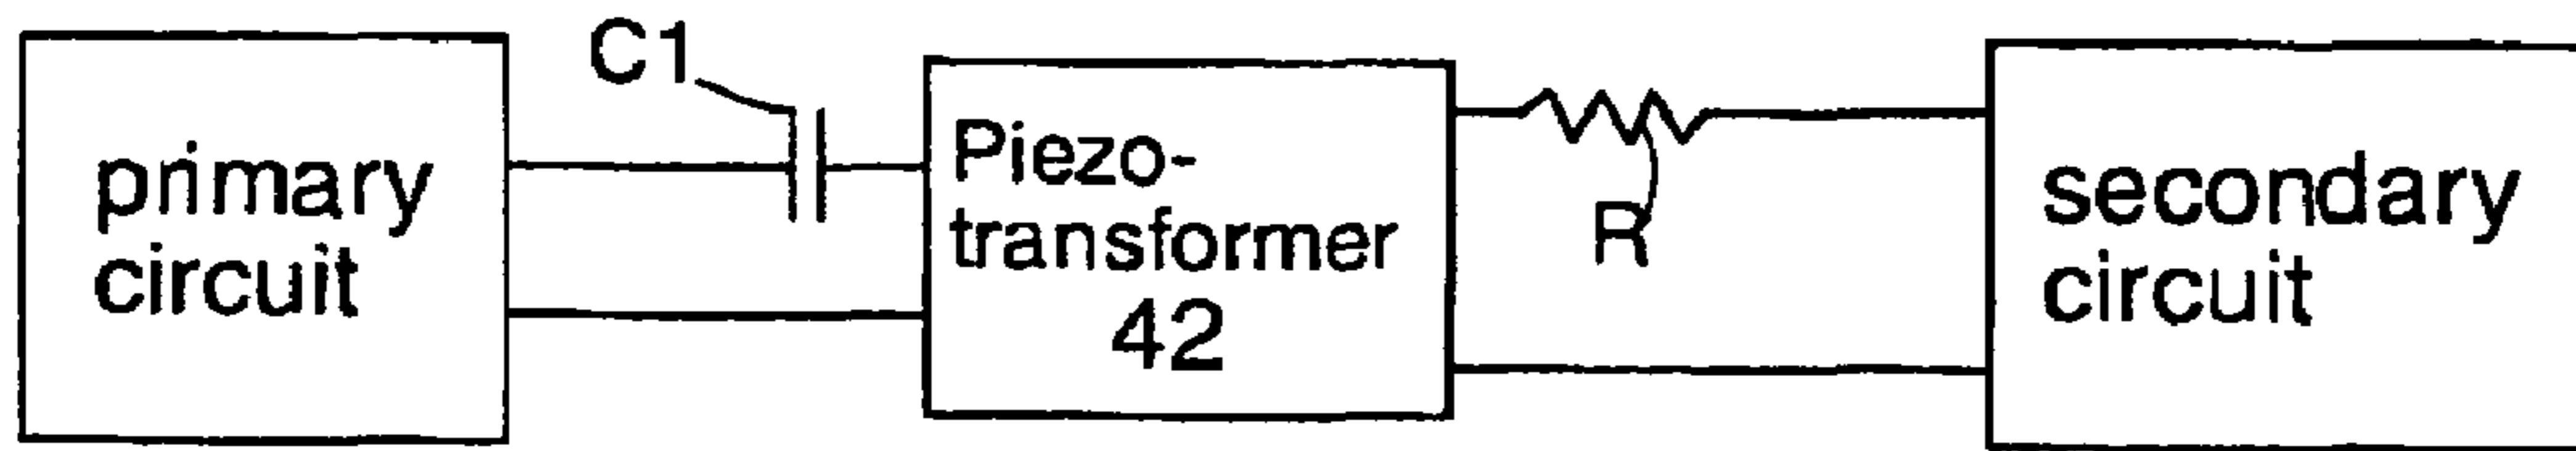 primary
circuit
C1
Piezo-
transformer
42
R
secondary
circuit